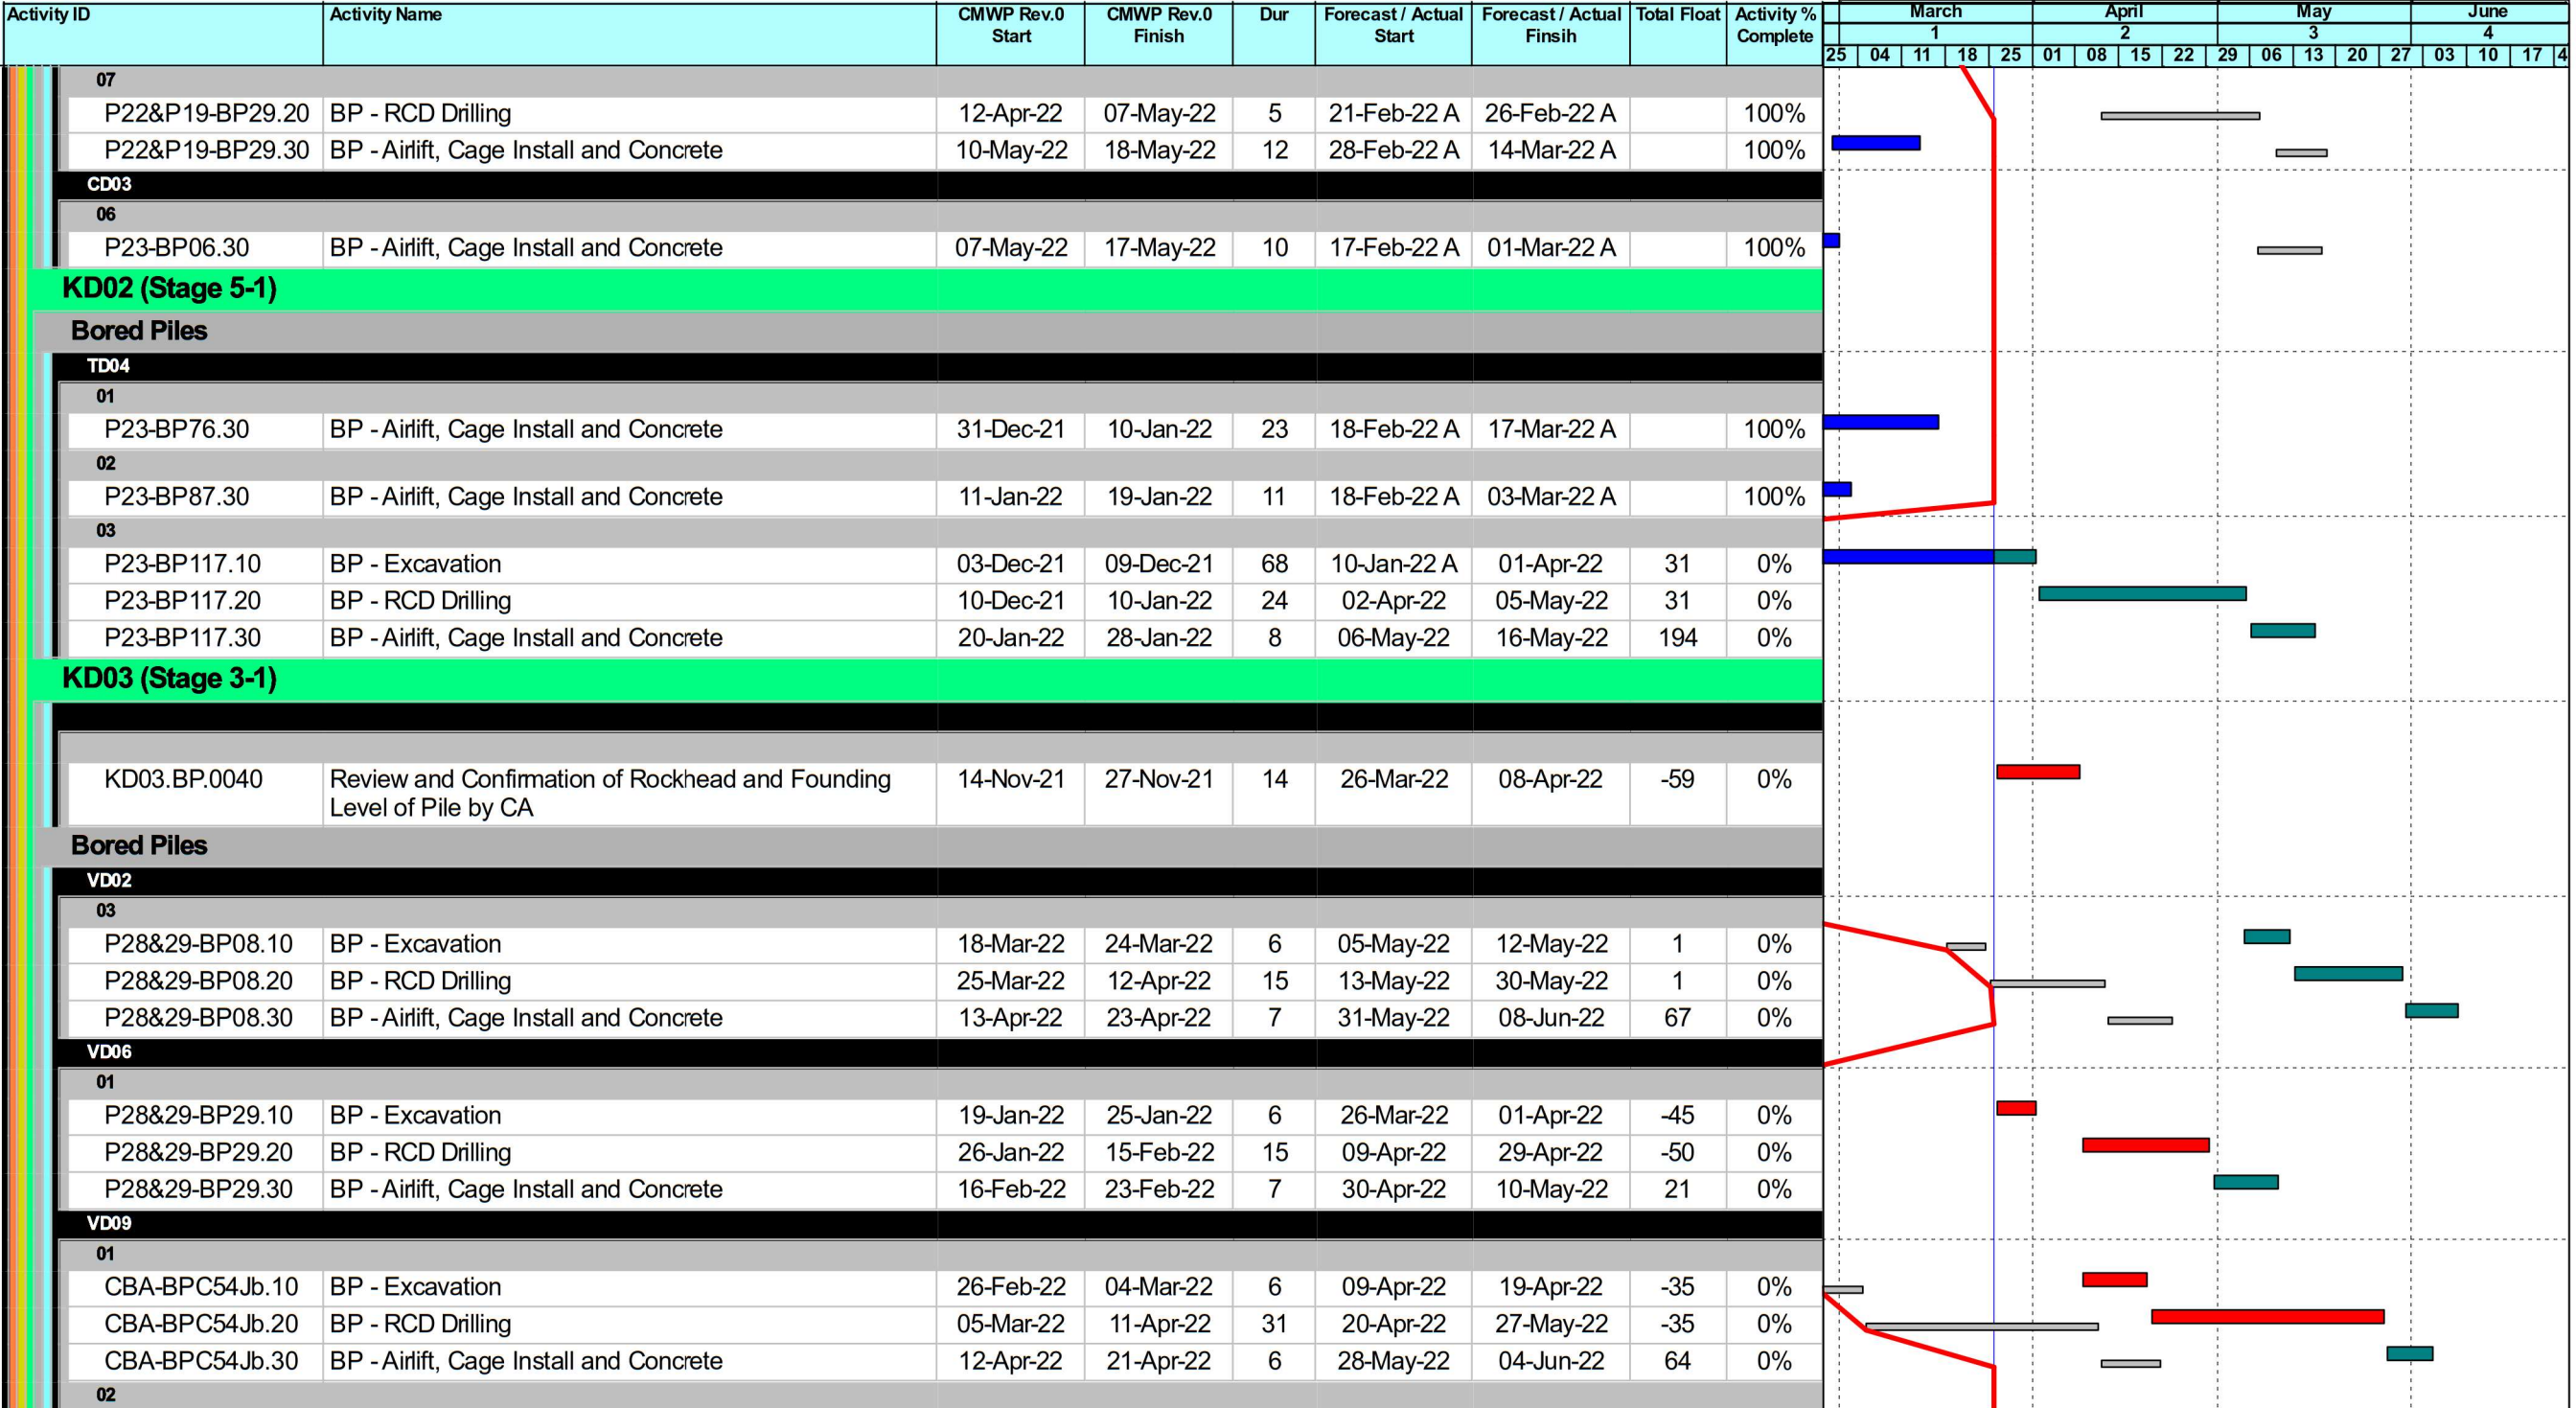 Activity ID Activity Name CMWP Rev.0 Start CMWP Rev.0 Finish Dur Forecast / Actual Start Forecast / Actual Finsih Total Float Activity % Complete March April May June
1 2 3 4
25 04 11 18 25 01 08 15 22 29 06 13 20 27 03 10 17 4
07
P22&P19-BP29.20 BP - RCD Drilling 12-Apr-22 07-May-22 5 21-Feb-22 A 26-Feb-22 A 100%
P22&P19-BP29.30 BP - Airlift, Cage Install and Concrete 10-May-22 18-May-22 12 28-Feb-22 A 14-Mar-22 A 100%
CD03
06
P23-BP06.30 BP - Airlift, Cage Install and Concrete 07-May-22 17-May-22 10 17-Feb-22 A 01-Mar-22 A 100%
KD02 (Stage 5-1)
Bored Piles
TD04
01
P23-BP76.30 BP - Airlift, Cage Install and Concrete 31-Dec-21 10-Jan-22 23 18-Feb-22 A 17-Mar-22 A 100%
02
P23-BP87.30 BP - Airlift, Cage Install and Concrete 11-Jan-22 19-Jan-22 11 18-Feb-22 A 03-Mar-22 A 100%
03
P23-BP117.10 BP - Excavation 03-Dec-21 09-Dec-21 68 10-Jan-22 A 01-Apr-22 31 0%
P23-BP117.20 BP - RCD Drilling 10-Dec-21 10-Jan-22 24 02-Apr-22 05-May-22 31 0%
P23-BP117.30 BP - Airlift, Cage Install and Concrete 20-Jan-22 28-Jan-22 8 06-May-22 16-May-22 194 0%
KD03 (Stage 3-1)
KD03.BP.0040 Review and Confirmation of Rockhead and Founding 14-Nov-21 27-Nov-21 14 26-Mar-22 08-Apr-22 -59 0%
Level of Pile by CA
Bored Piles
VD02
03
P28&29-BP08.10 BP - Excavation 18-Mar-22 24-Mar-22 6 05-May-22 12-May-22 1 0%
P28&29-BP08.20 BP - RCD Drilling 25-Mar-22 12-Apr-22 15 13-May-22 30-May-22 1 0%
P28&29-BP08.30 BP - Airlift, Cage Install and Concrete 13-Apr-22 23-Apr-22 7 31-May-22 08-Jun-22 67 0%
VD06
01
P28&29-BP29.10 BP - Excavation 19-Jan-22 25-Jan-22 6 26-Mar-22 01-Apr-22 -45 0%
P28&29-BP29.20 BP - RCD Drilling 26-Jan-22 15-Feb-22 15 09-Apr-22 29-Apr-22 -50 0%
P28&29-BP29.30 BP - Airlift, Cage Install and Concrete 16-Feb-22 23-Feb-22 7 30-Apr-22 10-May-22 21 0%
VD09
01
CBA-BPC54Jb.10 BP - Excavation 26-Feb-22 04-Mar-22 6 09-Apr-22 19-Apr-22 -35 0%
CBA-BPC54Jb.20 BP - RCD Drilling 05-Mar-22 11-Apr-22 31 20-Apr-22 27-May-22 -35 0%
CBA-BPC54Jb.30 BP - Airlift, Cage Install and Concrete 12-Apr-22 21-Apr-22 6 28-May-22 04-Jun-22 64 0%
02